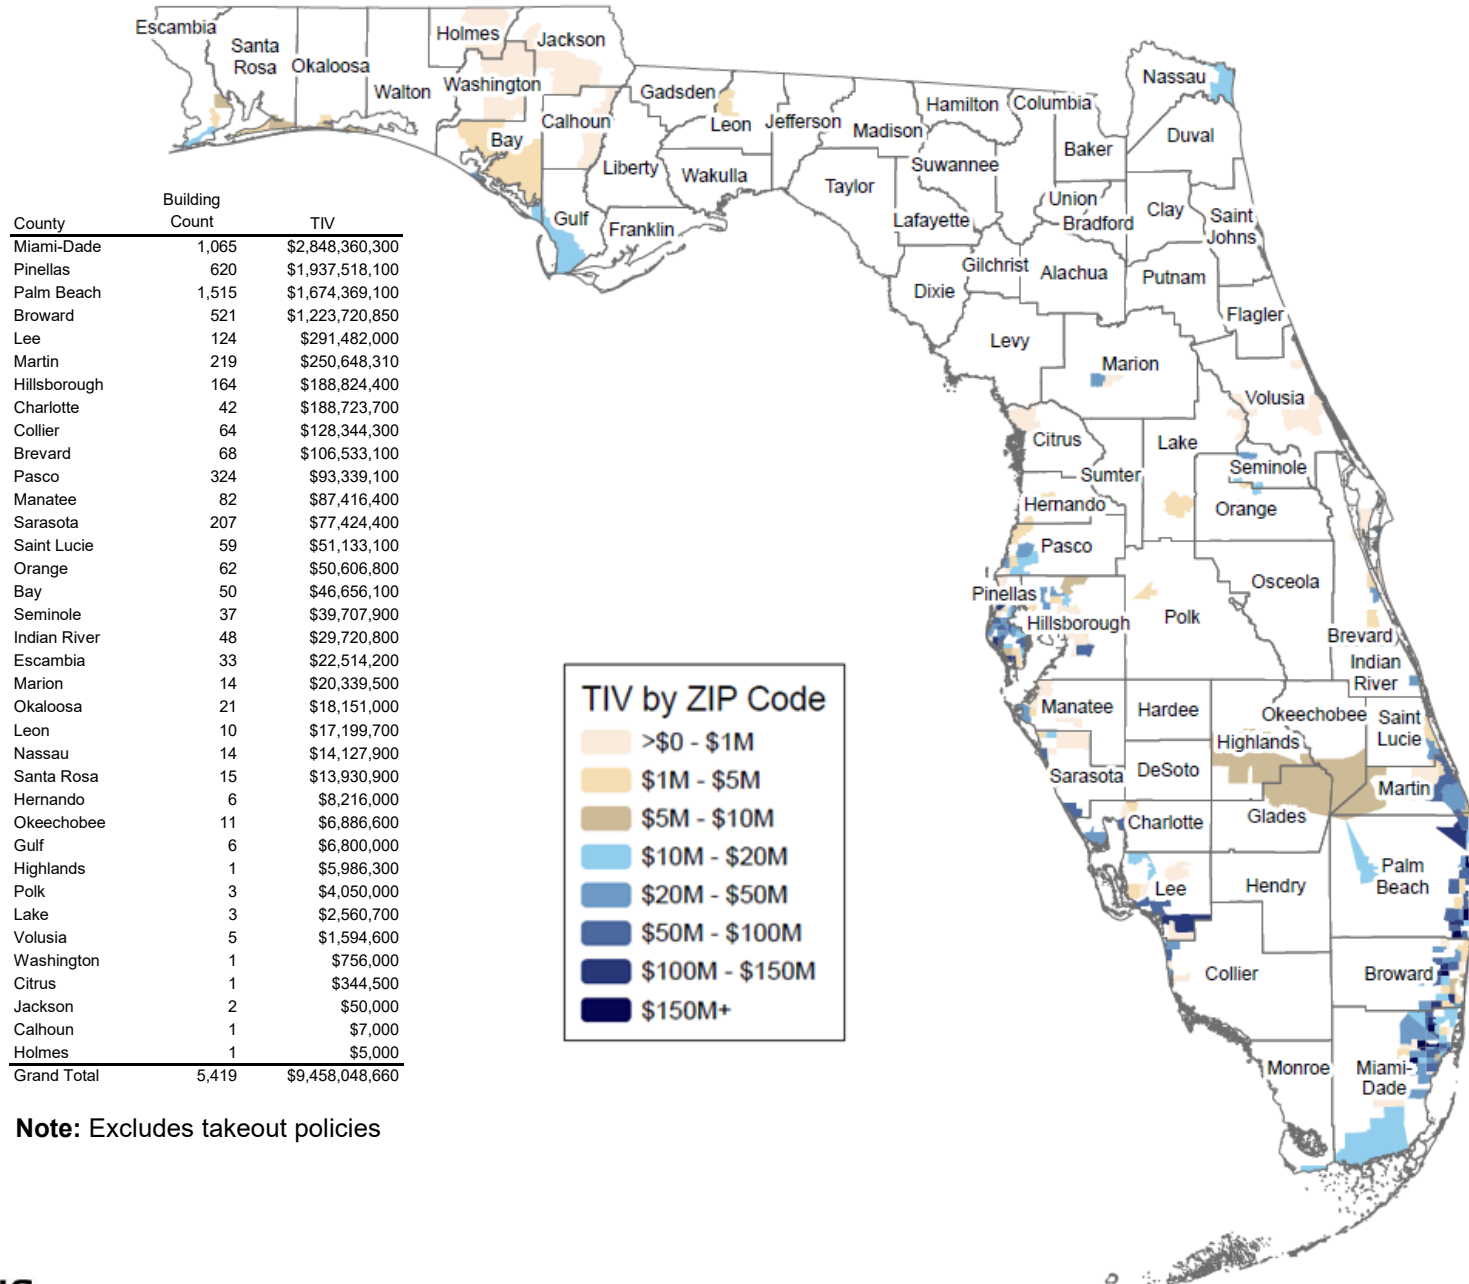 Escambia
Santa
Rosa
Okaloosa
Walton
Holmes
Jackson
Washington
Bay
Calhoun
Gulf
Gadsden
Liberty
Franklin
Leon
Wakulla
Jefferson
Madison
Taylor
Hamilton
Suwannee
Lafayette
Dixie
Columbia
Gilchrist
Baker
Union
Bradford
Alachua
Levy
Nassau
Duval
Clay
Saint
Johns
Putnam
Flagler
Marion
Volusia
Citrus
Lake
Sumter
Seminole
Hernando
Orange
Pasco
Osceola
Pinellas
Hillsborough
Polk
Brevard
Indian
River
Manatee
Hardee
Okeechobee
Saint
Lucie
Highlands
Sarasota
DeSoto
Martin
Charlotte
Glades
Lee
Hendry
Palm
Beach
Collier
Broward
Monroe
Miami-
Dade
Building
County Count TIV
Miami-Dade 1,065 $2,848,360,300
Pinellas 620 $1,937,518,100
Palm Beach 1,515 $1,674,369,100
Broward 521 $1,223,720,850
Lee 124 $291,482,000
Martin 219 $250,648,310
Hillsborough 164 $188,824,400
Charlotte 42 $188,723,700
Collier 64 $128,344,300
Brevard 68 $106,533,100
Pasco 324 $93,339,100
Manatee 82 $87,416,400
Sarasota 207 $77,424,400
Saint Lucie 59 $51,133,100
Orange 62 $50,606,800
Bay 50 $46,656,100
Seminole 37 $39,707,900
Indian River 48 $29,720,800
Escambia 33 $22,514,200
Marion 14 $20,339,500
Okaloosa 21 $18,151,000
Leon 10 $17,199,700
Nassau 14 $14,127,900
Santa Rosa 15 $13,930,900
Hernando 6 $8,216,000
Okeechobee 11 $6,886,600
Gulf 6 $6,800,000
Highlands 1 $5,986,300
Polk 3 $4,050,000
Lake 3 $2,560,700
Volusia 5 $1,594,600
Washington 1 $756,000
Citrus 1 $344,500
Jackson 2 $50,000
Calhoun 1 $7,000
Holmes 1 $5,000
Grand Total 5,419 $9,458,048,660
Note: Excludes takeout policies
TIV by ZIP Code
>$0 - $1M
$1M - $5M
$5M - $10M
$10M - $20M
$20M - $50M
$50M - $100M
$100M - $150M
$150M+